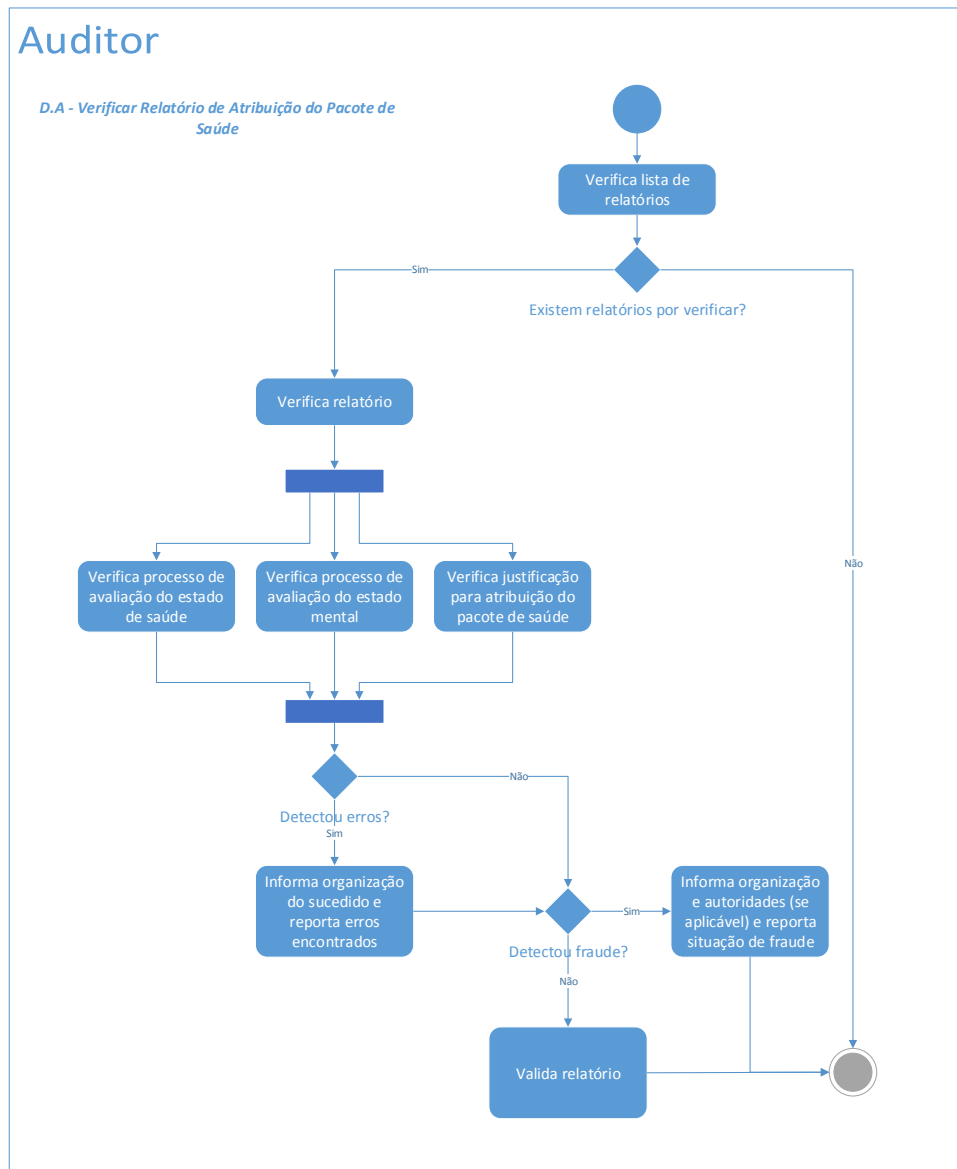 Auditor
D.A - Verificar Relatório de Atribuição do Pacote de
Saúde
Verifica lista de
relatórios
Sim
Existem relatórios por verificar?
Verifica relatório
Não
Verifica processo de
avaliação do estado
de saúde
Verifica processo de
avaliação do estado
mental
Verifica justificação
para atribuição do
pacote de saúde
Não
Detectou erros?
Sim
Informa organização
do sucedido e
reporta erros
encontrados
Sim
Informa organização
e autoridades (se
aplicável) e reporta
situação de fraude
Detectou fraude?
Não
Valida relatório